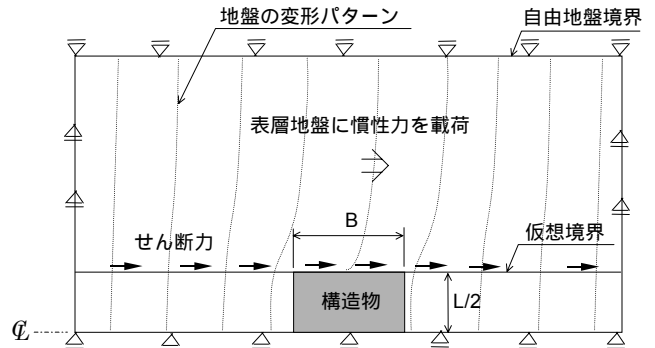 地盤の変形パターン
自由地盤境界
表層地盤に慣性力を載荷
せん断力
B
仮想境界
構造物
L/2
℄